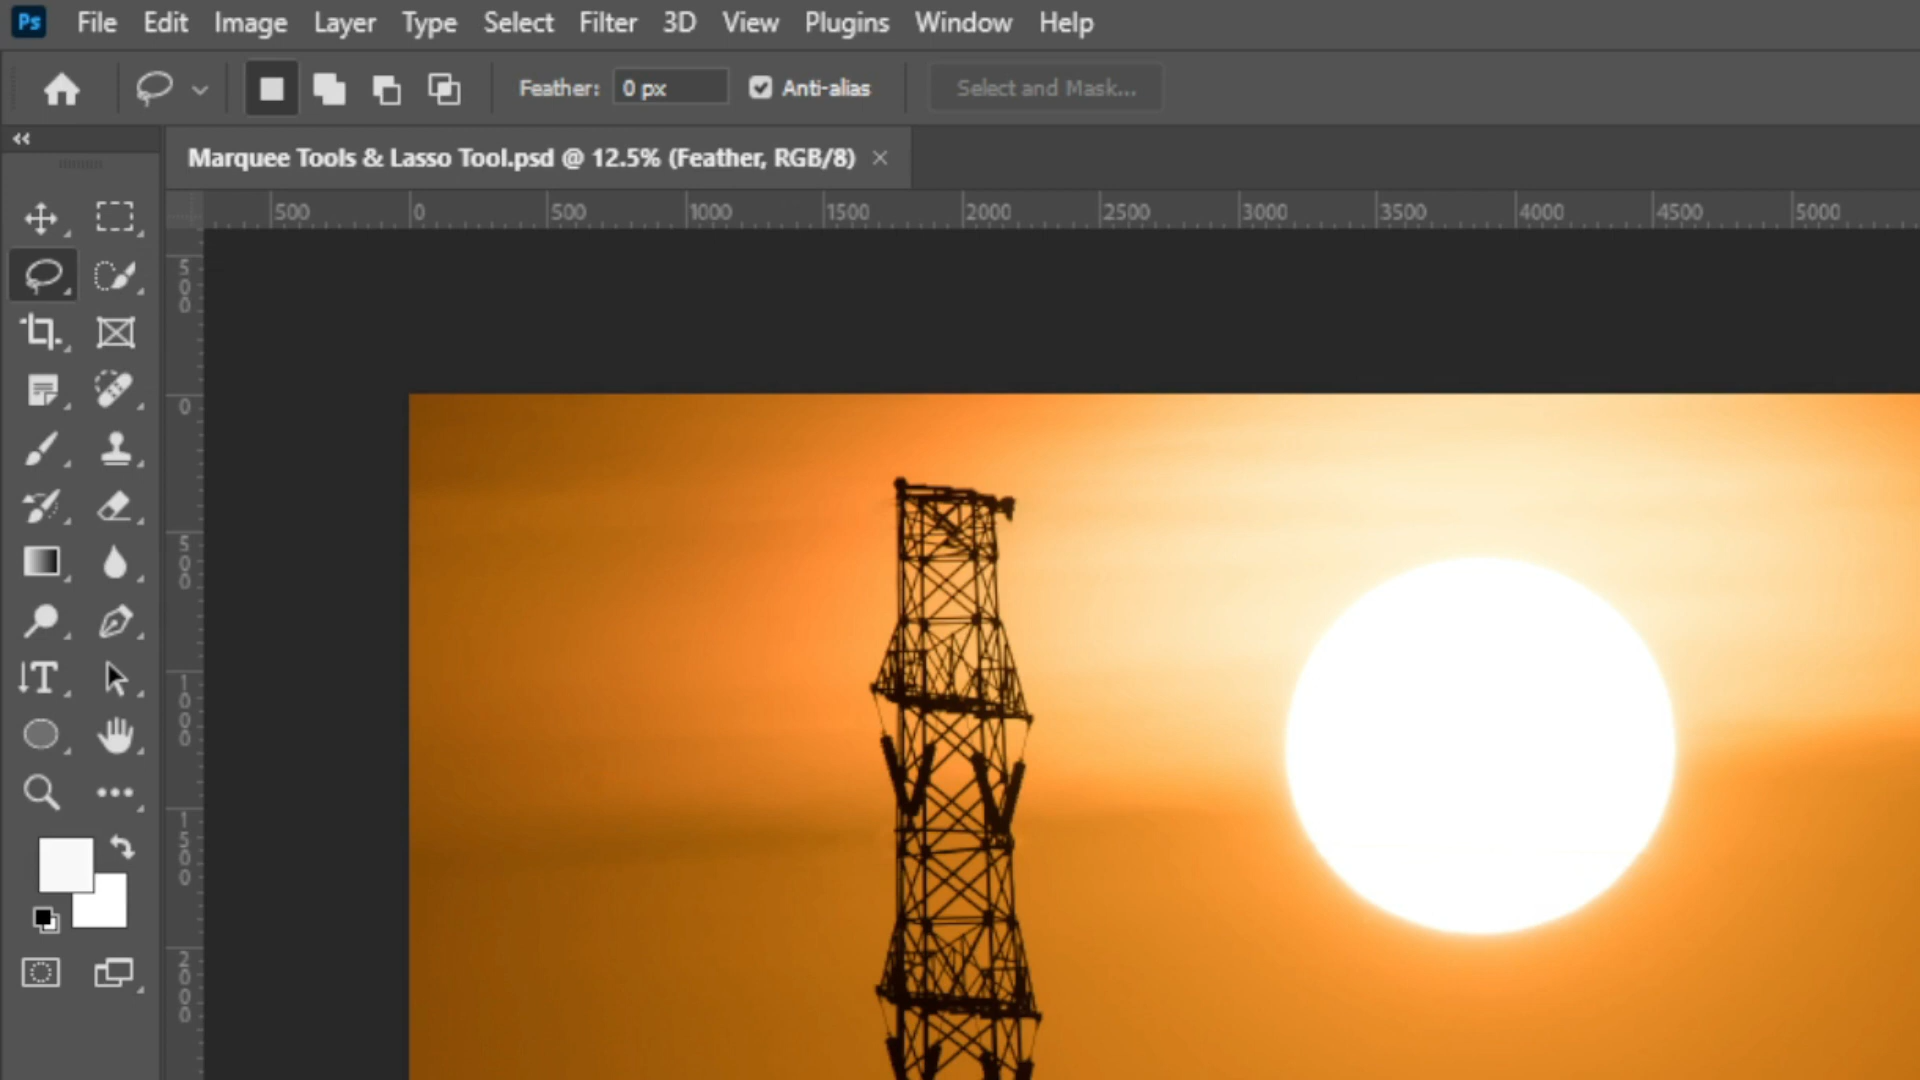 Ps File Edit Image Layer Type Select Filter 3D View Plugins Window Help
Feather: 0 px Anti-alias Select and Mask...
Marquee Tools & Lasso Tool.psd @ 12.5% (Feather, RGB/8) ×
500 0 500 1000 1500 2000 2500 3000 3500 4000 4500 5000
500
0
500
1000
1500
2000
T